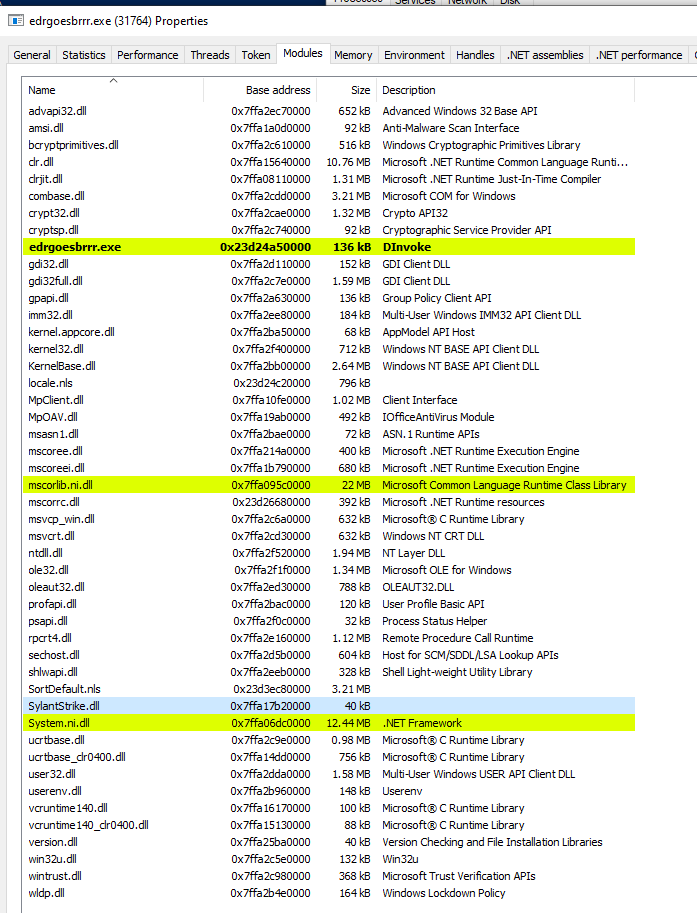 Processes Services Network Disk
edrgoesbrrr.exe (31764) Properties
General Statistics Performance Threads Token Modules Memory Environment Handles .NET assemblies .NET performance
Name Base address Size Description
advapi32.dll 0x7ffa2ec70000 652 kB Advanced Windows 32 Base API
amsi.dll 0x7ffa1a0d0000 92 kB Anti-Malware Scan Interface
bcryptprimitives.dll 0x7ffa2c610000 516 kB Windows Cryptographic Primitives Library
clr.dll 0x7ffa15640000 10.76 MB Microsoft .NET Runtime Common Language Runti...
clrjit.dll 0x7ffa08110000 1.31 MB Microsoft .NET Runtime Just-In-Time Compiler
combase.dll 0x7ffa2cdd0000 3.21 MB Microsoft COM for Windows
crypt32.dll 0x7ffa2cae0000 1.32 MB Crypto API32
cryptsp.dll 0x7ffa2c740000 92 kB Cryptographic Service Provider API
edrgoesbrrr.exe 0x23d24a50000 136 kB DInvoke
gdi32.dll 0x7ffa2d110000 152 kB GDI Client DLL
gdi32full.dll 0x7ffa2c7e0000 1.59 MB GDI Client DLL
gpapi.dll 0x7ffa2a630000 136 kB Group Policy Client API
imm32.dll 0x7ffa2ee80000 184 kB Multi-User Windows IMM32 API Client DLL
kernel.appcore.dll 0x7ffa2ba50000 68 kB AppModel API Host
kernel32.dll 0x7ffa2f400000 712 kB Windows NT BASE API Client DLL
KernelBase.dll 0x7ffa2bb00000 2.64 MB Windows NT BASE API Client DLL
locale.nls 0x23d24c20000 796 kB
MpClient.dll 0x7ffa10fe0000 1.02 MB Client Interface
MpOAV.dll 0x7ffa19ab0000 492 kB IOfficeAntiVirus Module
msasn1.dll 0x7ffa2bae0000 72 kB ASN.1 Runtime APIs
mscoree.dll 0x7ffa214a0000 400 kB Microsoft .NET Runtime Execution Engine
mscoreei.dll 0x7ffa1b790000 680 kB Microsoft .NET Runtime Execution Engine
mscorlib.ni.dll 0x7ffa095c0000 22 MB Microsoft Common Language Runtime Class Library
mscorrc.dll 0x23d26680000 392 kB Microsoft .NET Runtime resources
msvcp_win.dll 0x7ffa2c6a0000 632 kB Microsoft® C Runtime Library
msvcrt.dll 0x7ffa2cd30000 632 kB Windows NT CRT DLL
ntdll.dll 0x7ffa2f520000 1.94 MB NT Layer DLL
ole32.dll 0x7ffa2f1f0000 1.34 MB Microsoft OLE for Windows
oleaut32.dll 0x7ffa2ed30000 788 kB OLEAUT32.DLL
profapi.dll 0x7ffa2bac0000 120 kB User Profile Basic API
psapi.dll 0x7ffa2f0c0000 32 kB Process Status Helper
rpcrt4.dll 0x7ffa2e160000 1.12 MB Remote Procedure Call Runtime
sechost.dll 0x7ffa2d5b0000 604 kB Host for SCM/SDDL/LSA Lookup APIs
shlwapi.dll 0x7ffa2eeb0000 328 kB Shell Light-weight Utility Library
SortDefault.nls 0x23d3ec80000 3.21 MB
SylantStrike.dll 0x7ffa17b20000 40 kB
System.ni.dll 0x7ffa06dc0000 12.44 MB .NET Framework
ucrtbase.dll 0x7ffa2c9e0000 0.98 MB Microsoft® C Runtime Library
ucrtbase_clr0400.dll 0x7ffa14dd0000 756 kB Microsoft® C Runtime Library
user32.dll 0x7ffa2dda0000 1.58 MB Multi-User Windows USER API Client DLL
userenv.dll 0x7ffa2b960000 148 kB Userenv
vcruntime140.dll 0x7ffa16170000 100 kB Microsoft® C Runtime Library
vcruntime140_clr0400.dll 0x7ffa15130000 88 kB Microsoft® C Runtime Library
version.dll 0x7ffa25ba0000 40 kB Version Checking and File Installation Libraries
win32u.dll 0x7ffa2c5e0000 132 kB Win32u
wintrust.dll 0x7ffa2c980000 368 kB Microsoft Trust Verification APIs
wldp.dll 0x7ffa2b4e0000 164 kB Windows Lockdown Policy